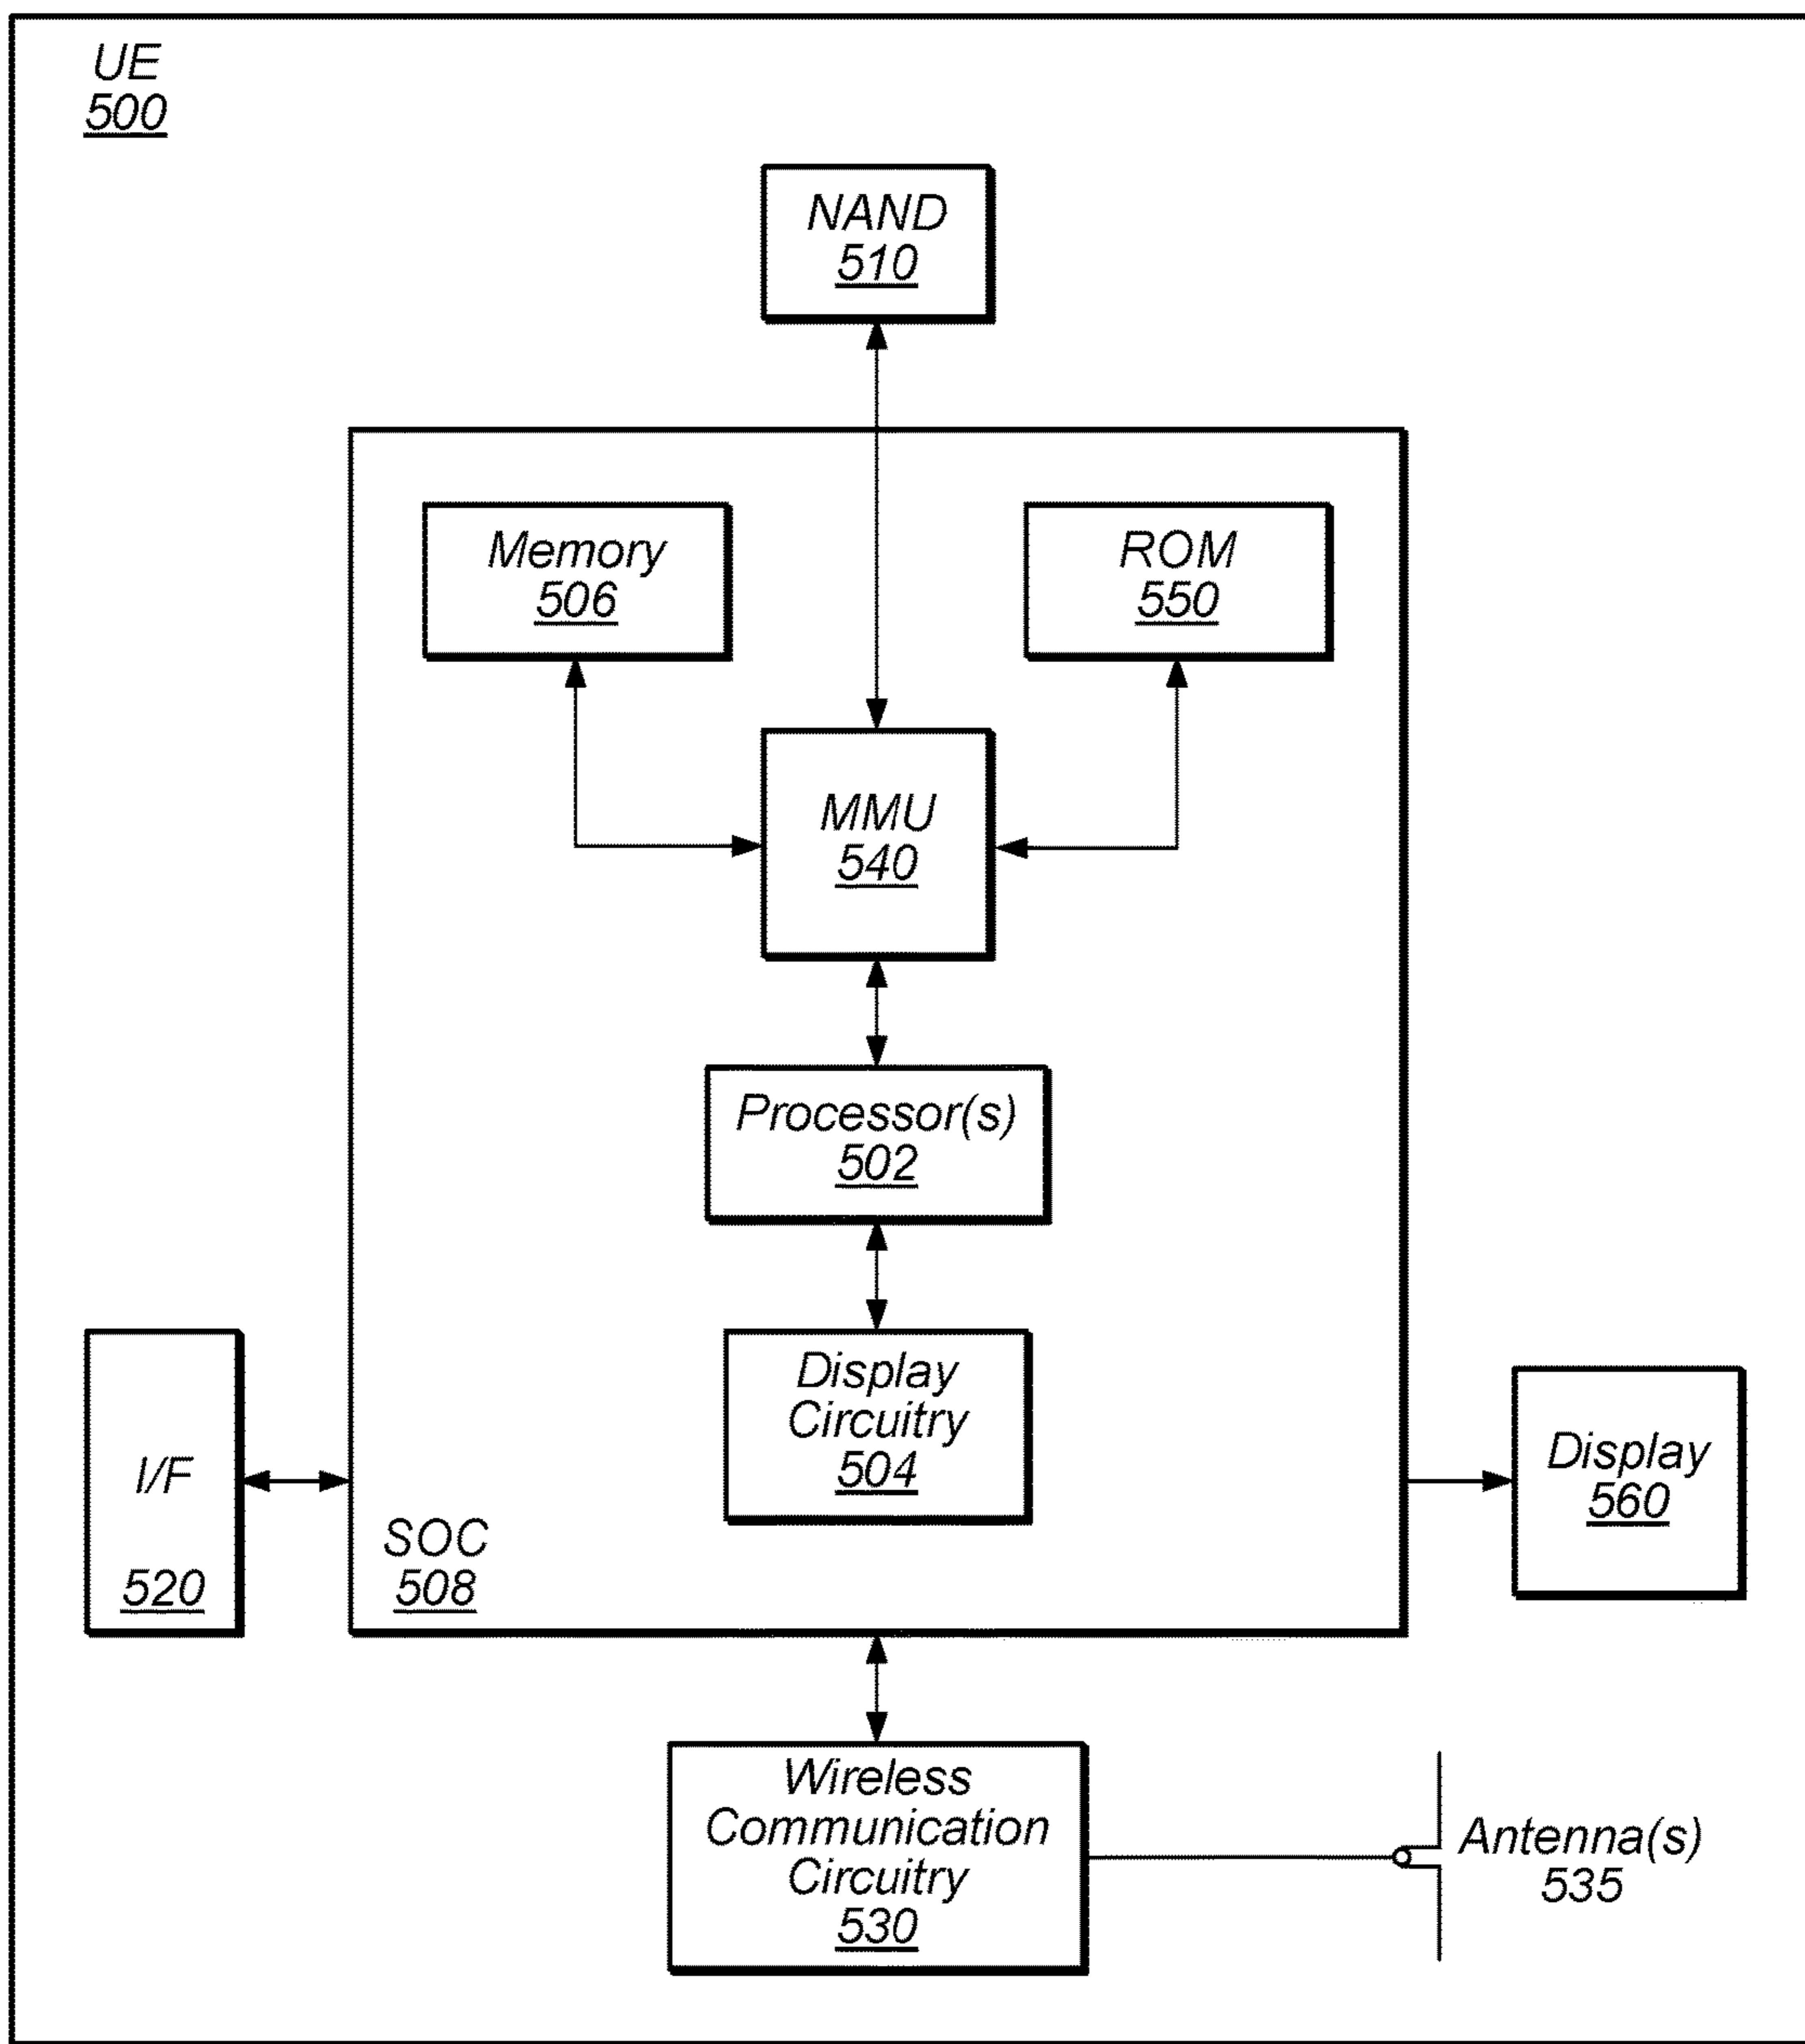 UE
500
NAND
510
Memory
506
ROM
550
MMU
540
Processor(s)
502
Display
Circuitry
504
I/F
520
SOC
508
Display
560
Wireless
Communication
Circuitry
530
Antenna(s)
535